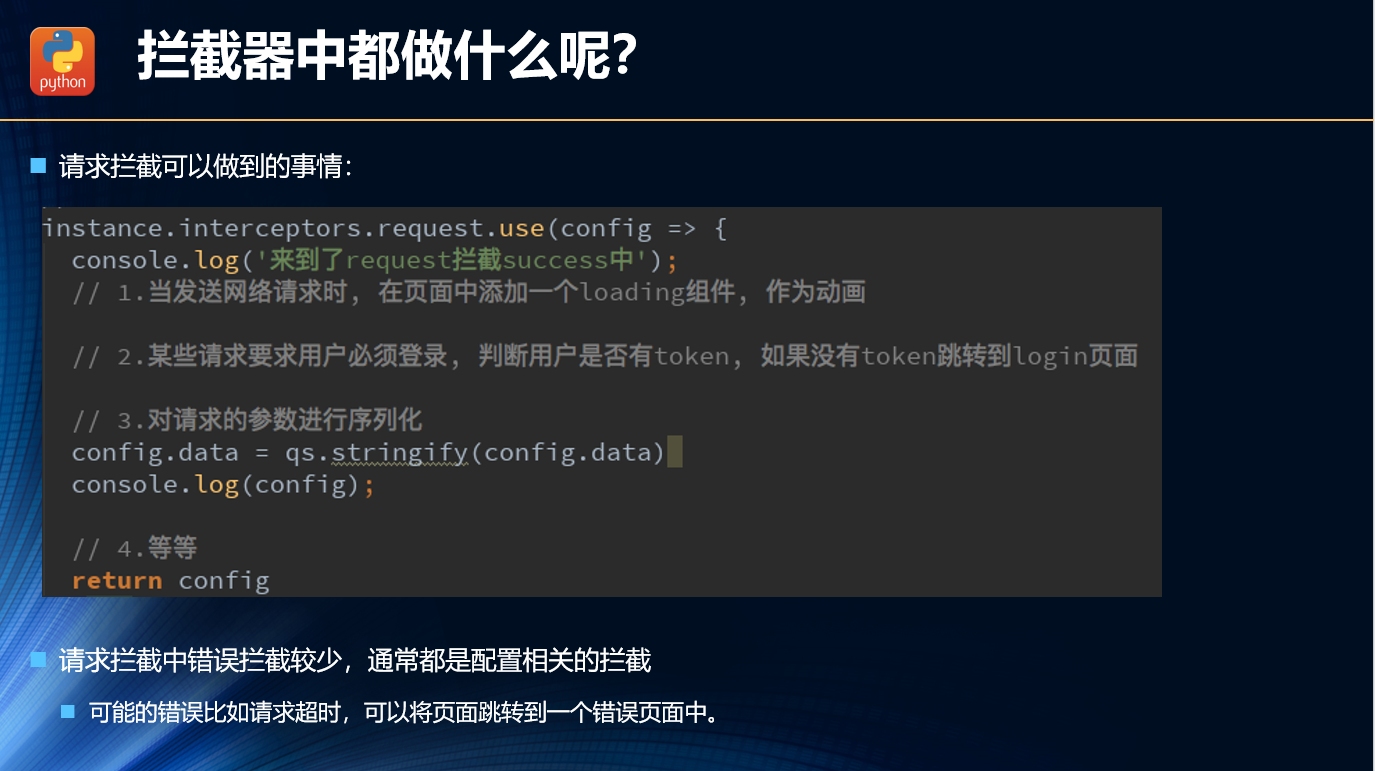 python
拦截器中都做什么呢？
请求拦截可以做到的事情：
instance.interceptors.request.use(config => {
console.log('来到了request拦截success中');
// 1.当发送网络请求时, 在页面中添加一个loading组件, 作为动画
// 2.某些请求要求用户必须登录, 判断用户是否有token, 如果没有token跳转到login页面
// 3.对请求的参数进行序列化
config.data = qs.stringify(config.data)
console.log(config);
// 4.等等
return config
请求拦截中错误拦截较少，通常都是配置相关的拦截
可能的错误比如请求超时，可以将页面跳转到一个错误页面中。